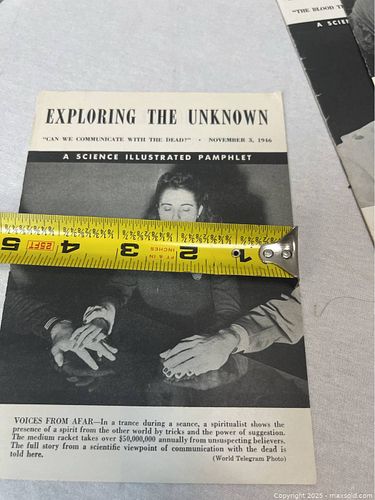 "THE BLOOD
A SCIE
EXPLORING THE UNKNOWN
"CAN WE COMMUNICATE WITH THE DEAD?" • NOVEMBER 3, 1946
A SCIENCE ILLUSTRATED PAMPHLET
5 25FT 4 3 2 1
VOICES FROM AFAR—In a trance during a seance, a spiritualist shows the
presence of a spirit from the other world by tricks and the power of suggestion.
The medium racket takes over $50,000,000 annually from unsuspecting believers.
The full story from a scientific viewpoint of communication with the dead is
told here.
(World Telegram Photo)
Copyright 2025 - maxsold.com